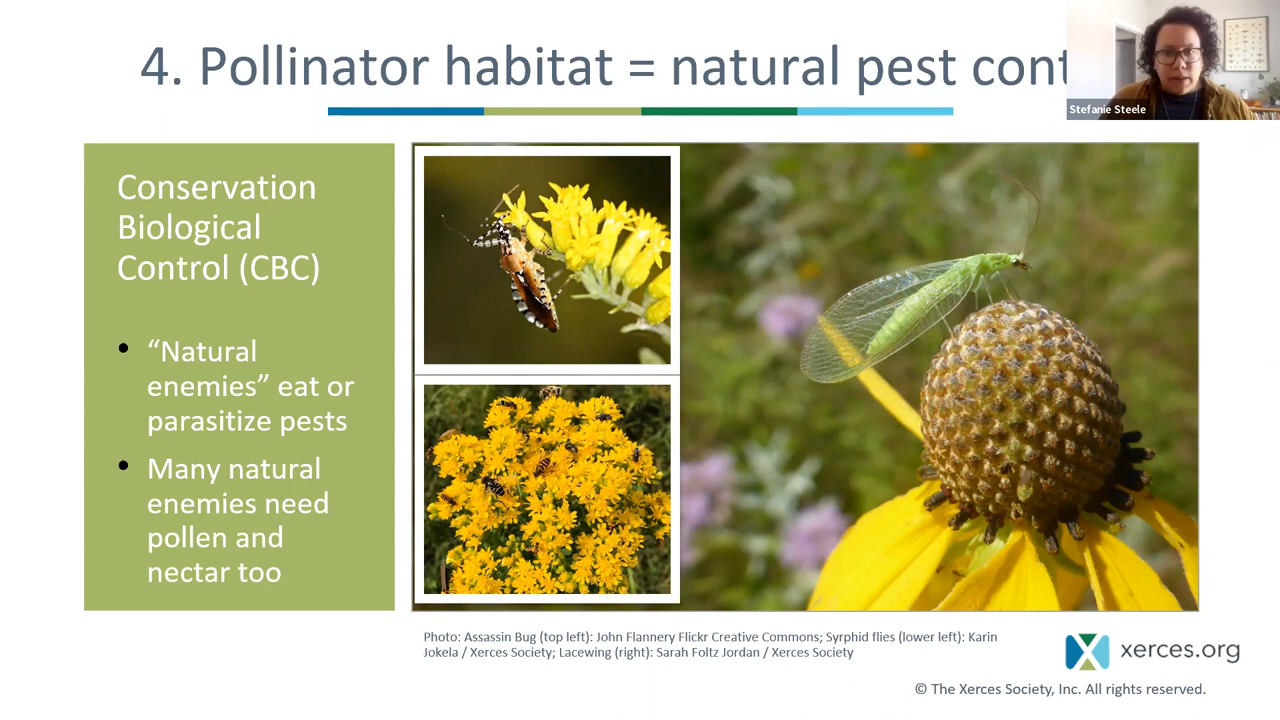 4. Pollinator habitat = natural pest cont
Stefanie Steele
Conservation
Biological
Control (CBC)
• “Natural
enemies” eat or
parasitize pests
• Many natural
enemies need
pollen and
nectar too
Photo: Assassin Bug (top left): John Flannery Flickr Creative Commons; Syrphid flies (lower left): Karin
Jokela / Xerces Society; Lacewing (right): Sarah Foltz Jordan / Xerces Society
xerces.org
© The Xerces Society, Inc. All rights reserved.